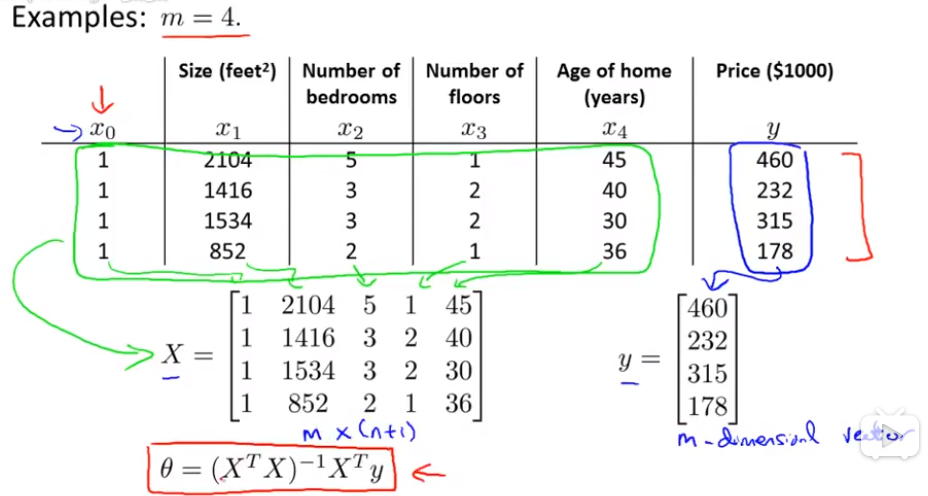 Examples: m = 4.
Size (feet²) Number of bedrooms Number of floors Age of home (years) Price ($1000)
x₀ x₁ x₂ x₃ x₄ y
1 2104 5 1 45 460
1 1416 3 2 40 232
1 1534 3 2 30 315
1 852 2 1 36 178
X = [1 2104 5 1 45
1 1416 3 2 40
1 1534 3 2 30
1 852 2 1 36]
m x (n+1)
y = [460
232
315
178]
m-dimensional vector
θ = (XᵀX)⁻¹Xᵀy